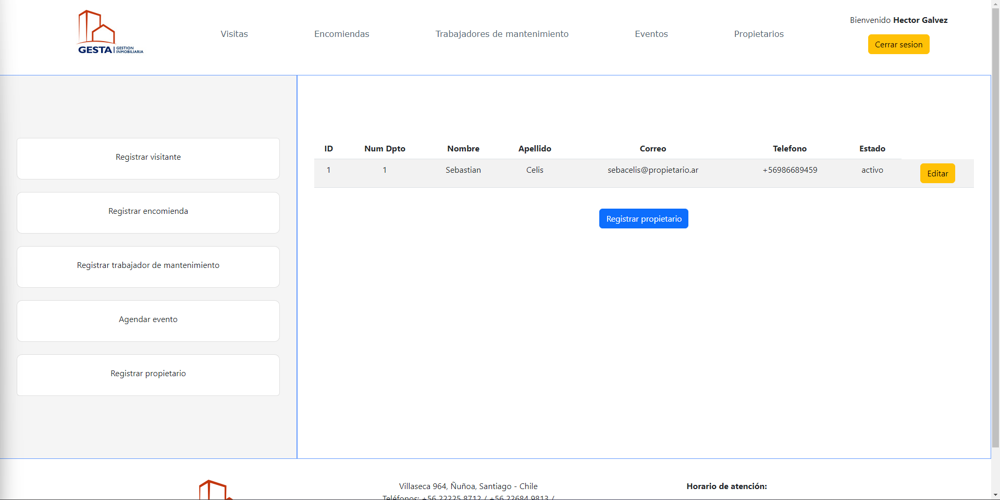 GESTA | GESTION INMOBILIARIA
Visitas
Encomiendas
Trabajadores de mantenimiento
Eventos
Propietarios
Bienvenido Hector Galvez
Cerrar sesion
Registrar visitante
Registrar encomienda
Registrar trabajador de mantenimiento
Agendar evento
Registrar propietario
ID Num Dpto Nombre Apellido Correo Telefono Estado
1 1 Sebastian Celis sebacelis@propietario.ar +56986689459 activo Editar
Registrar propietario
Villaseca 964, Ñuñoa, Santiago - Chile
Teléfonos: +56 22225 8712 / +56 22684 9813 /
Horario de atención: